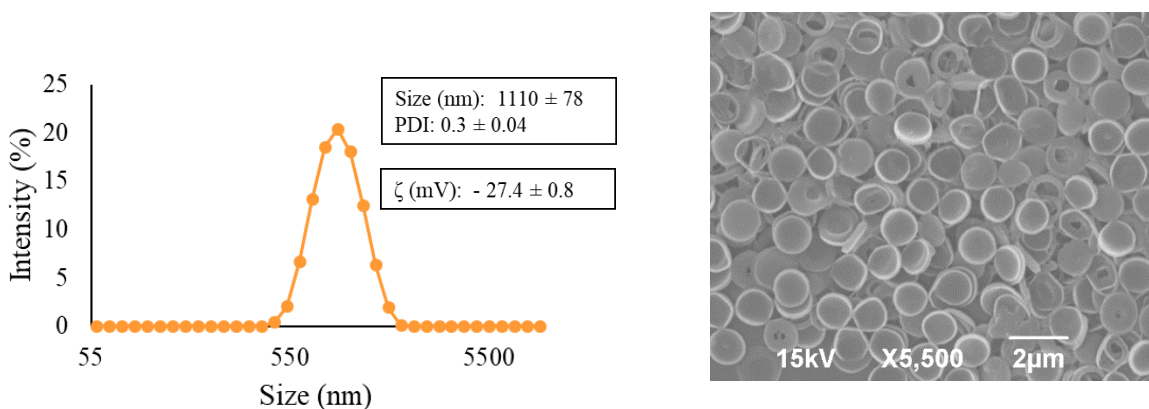 25
20
15
10
5
0
Intensity (%)
55
550
5500
Size (nm)
Size (nm): 1110 ± 78
PDI: 0.3 ± 0.04
ζ (mV): - 27.4 ± 0.8
15kV X5,500 2μm